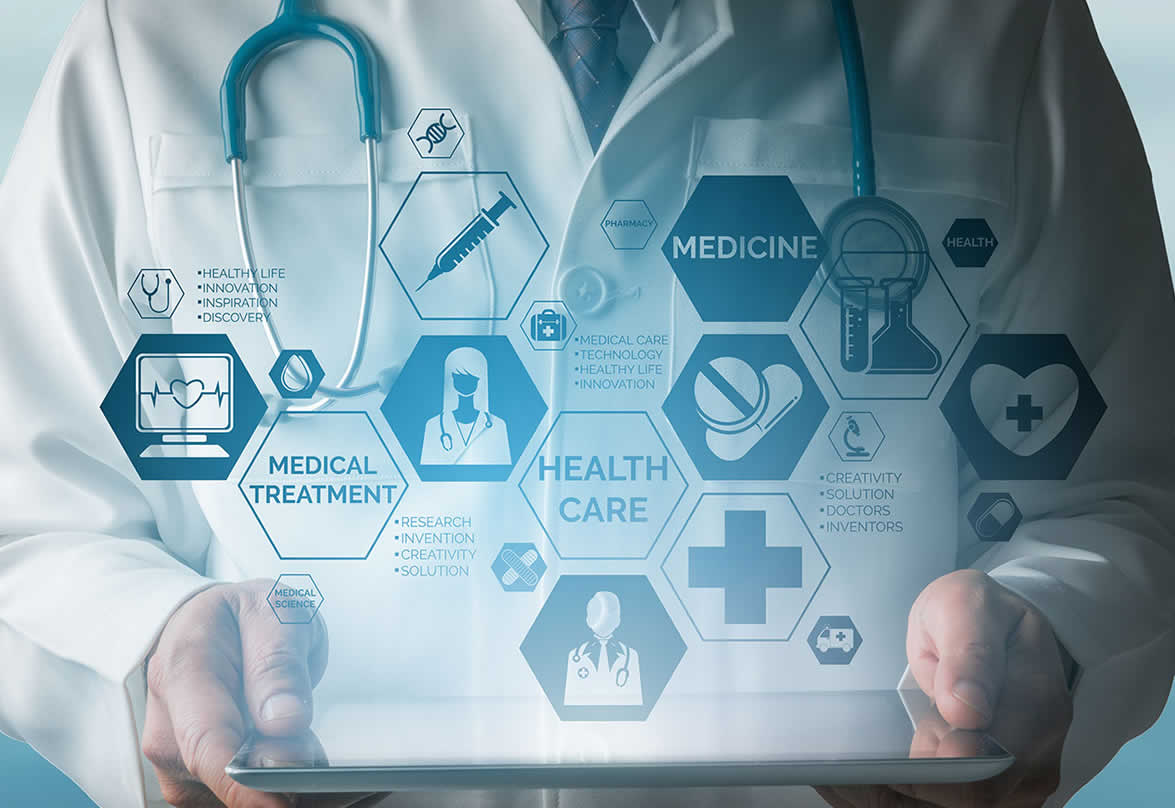 PHARMACY
MEDICINE
HEALTH
▪HEALTHY LIFE
▪INNOVATION
▪INSPIRATION
▪DISCOVERY
▪MEDICAL CARE
▪TECHNOLOGY
▪HEALTHY LIFE
▪INNOVATION
MEDICAL
TREATMENT
HEALTH
CARE
▪CREATIVITY
▪SOLUTION
▪DOCTORS
▪INVENTORS
▪RESEARCH
▪INVENTION
▪CREATIVITY
▪SOLUTION
MEDICAL
SCIENCE